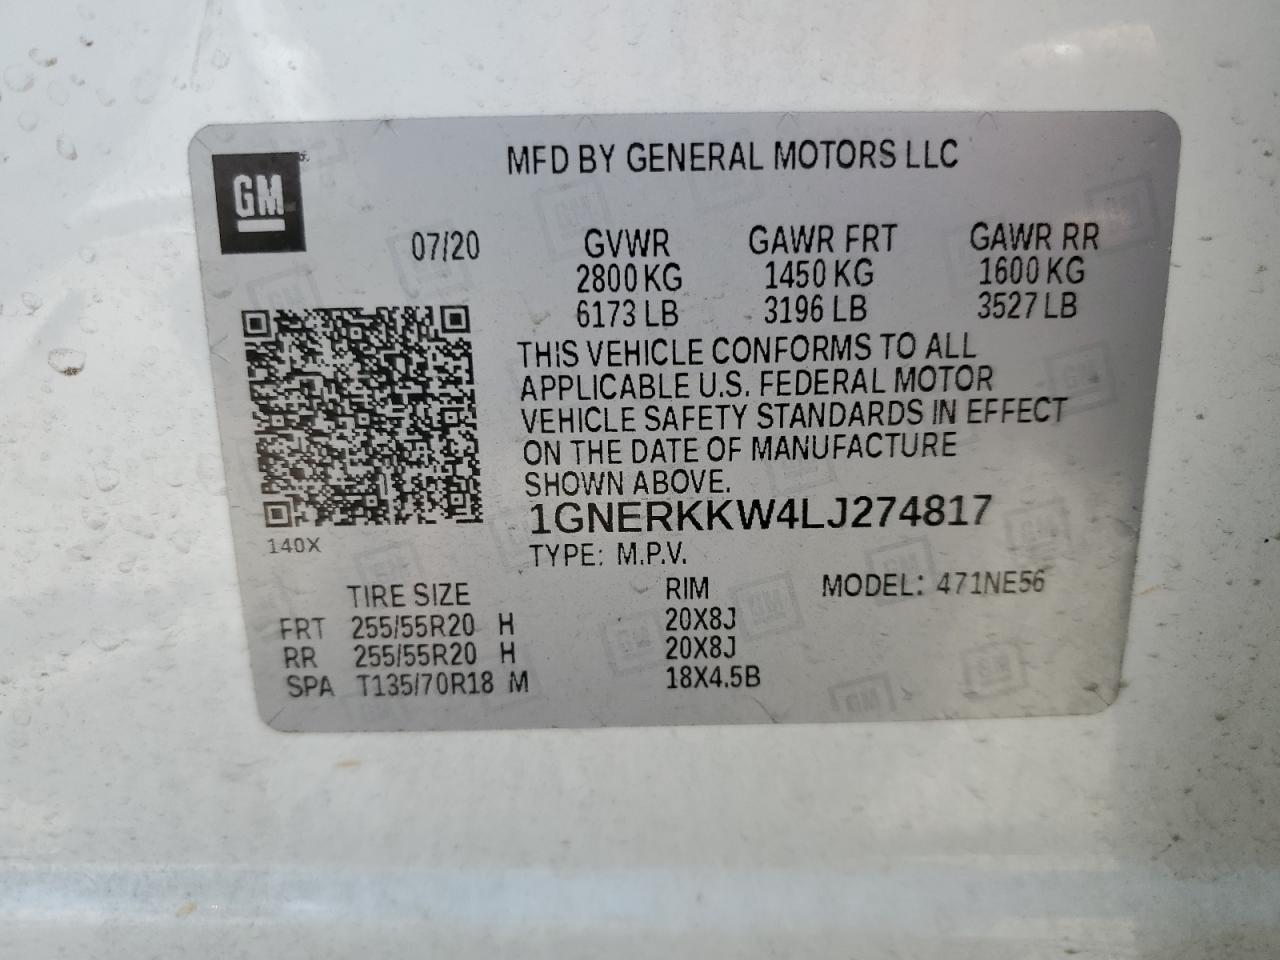 MFD BY GENERAL MOTORS LLC
GM
07/20
GVWR GAWR FRT GAWR RR
2800 KG 1450 KG 1600 KG
6173 LB 3196 LB 3527 LB
THIS VEHICLE CONFORMS TO ALL
APPLICABLE U.S. FEDERAL MOTOR
VEHICLE SAFETY STANDARDS IN EFFECT
ON THE DATE OF MANUFACTURE
SHOWN ABOVE.
1GNERKKW4LJ274817
140X
TYPE: M.P.V.
TIRE SIZE RIM MODEL: 471NE56
FRT 255/55R20 H 20X8J
RR 255/55R20 H 20X8J
SPA T135/70R18 M 18X4.5B